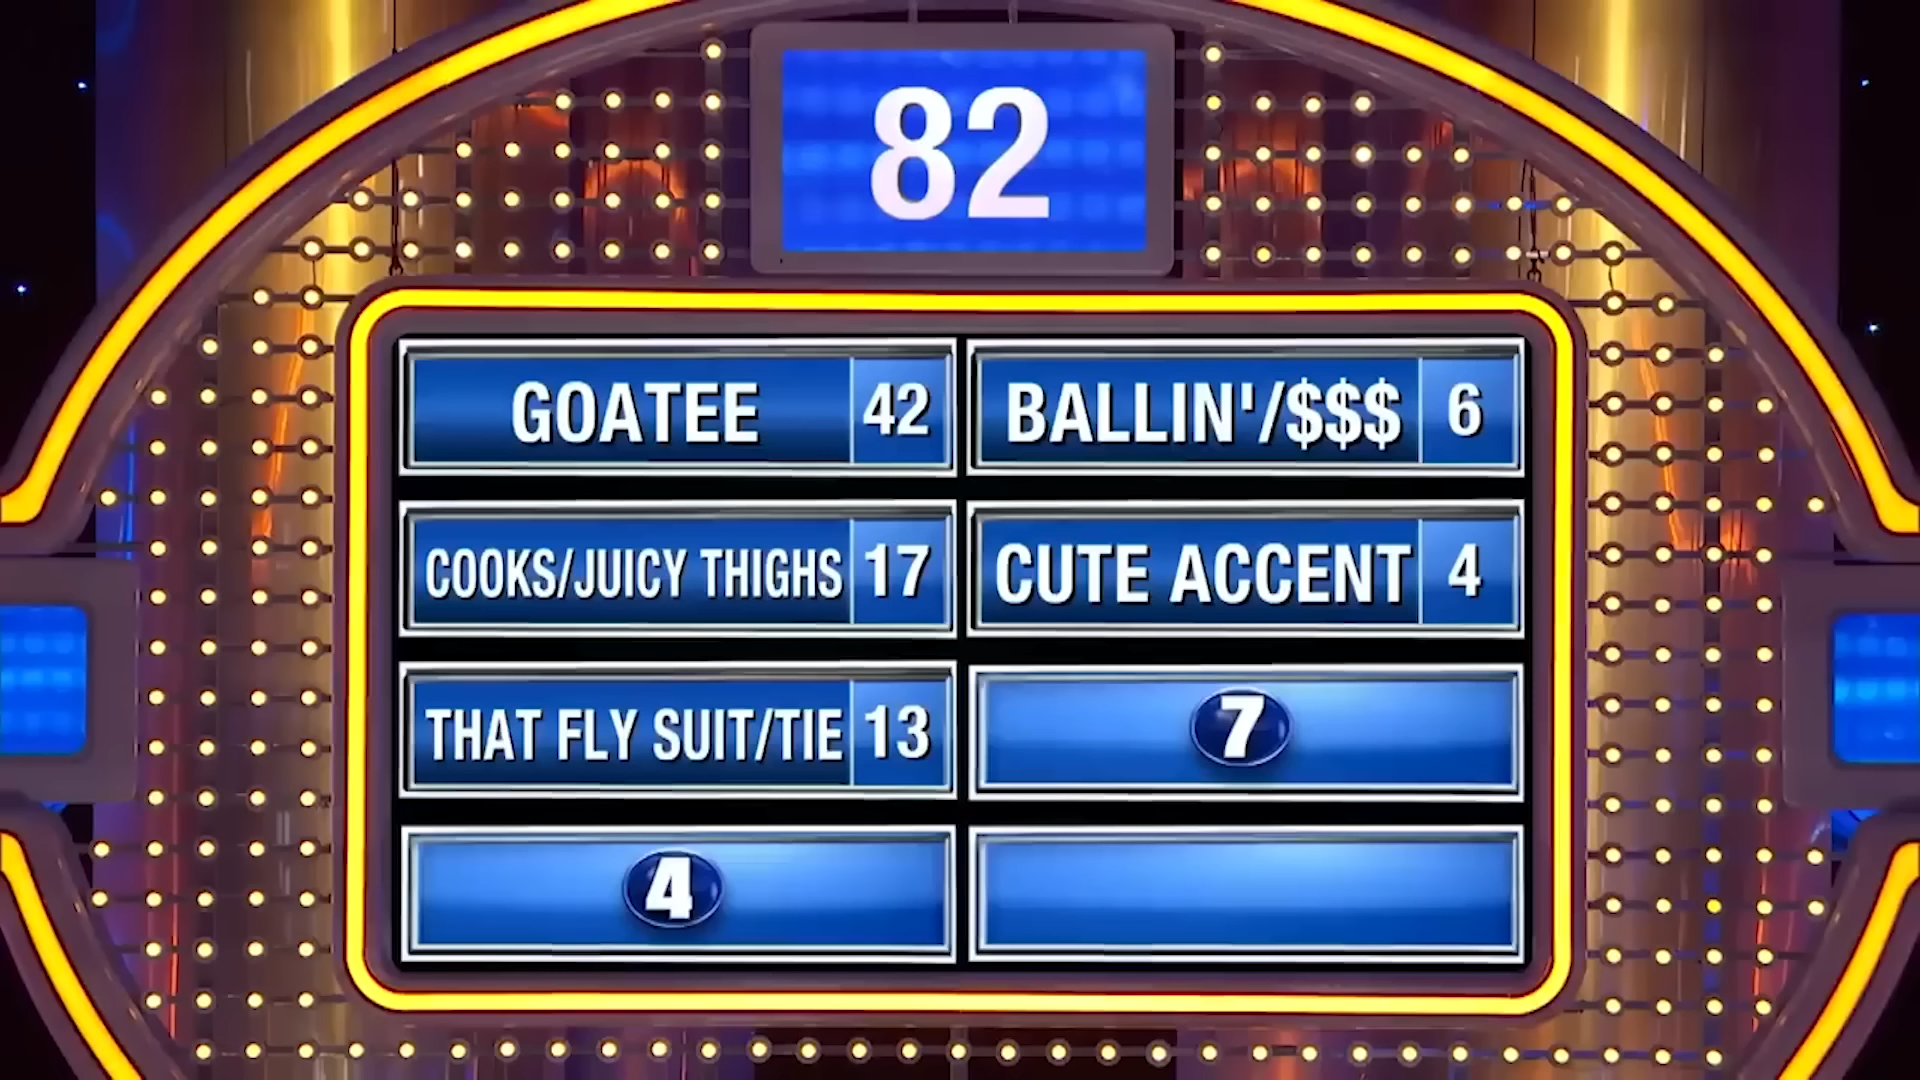 82
GOATEE 42
COOKS/JUICY THIGHS 17
THAT FLY SUIT/TIE 13
4
BALLIN'/$$$ 6
CUTE ACCENT 4
7